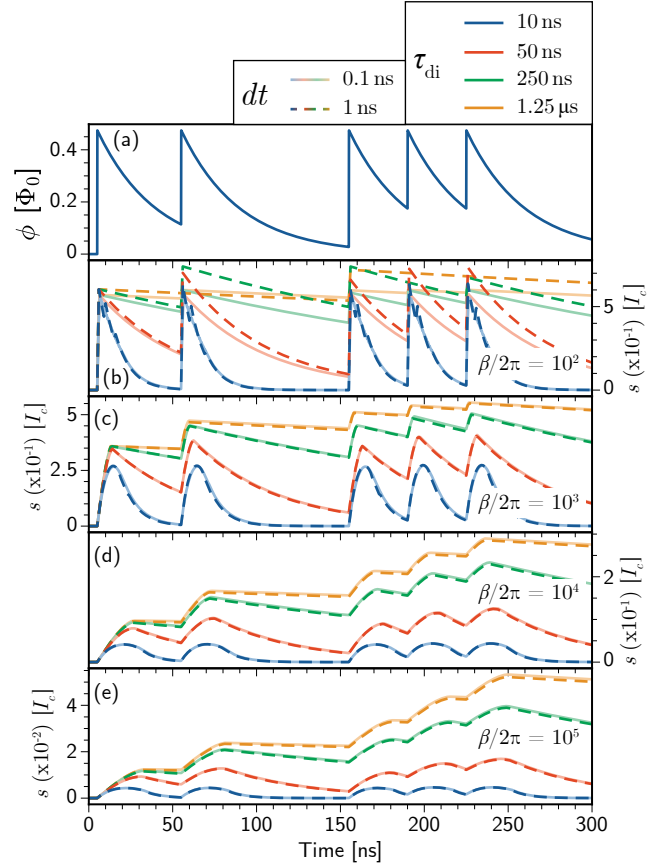 10 ns
50 ns
250 ns
1.25 μs
τdi
dt
0.1 ns
1 ns
(a)
0.4
0.2
0
ϕ [Φ0]
(b)
5
0
s (x10⁻¹) [Ic]
β/2π = 10²
(c)
5
2.5
0
s (x10⁻¹) [Ic]
β/2π = 10³
(d)
2
0
s (x10⁻¹) [Ic]
β/2π = 10⁴
(e)
4
2
0
s (x10⁻²) [Ic]
β/2π = 10⁵
0 50 100 150 200 250 300
Time [ns]